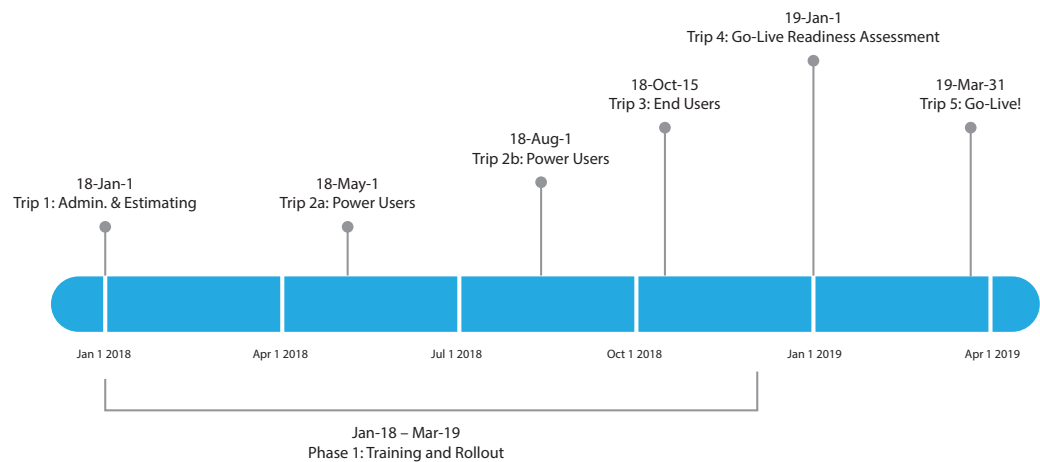 19-Jan-1
Trip 4: Go-Live Readiness Assessment
18-Oct-15
Trip 3: End Users
19-Mar-31
Trip 5: Go-Live!
18-Aug-1
Trip 2b: Power Users
18-Jan-1
Trip 1: Admin. & Estimating
18-May-1
Trip 2a: Power Users
Jan 1 2018
Apr 1 2018
Jul 1 2018
Oct 1 2018
Jan 1 2019
Apr 1 2019
Jan-18 – Mar-19
Phase 1: Training and Rollout